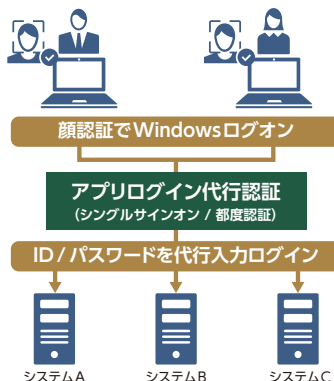 顔認証でWindowsログオン
アプリログイン代行認証
(シングルサインオン / 都度認証)
ID / パスワードを代行入力ログイン
システムA
システムB
システムC